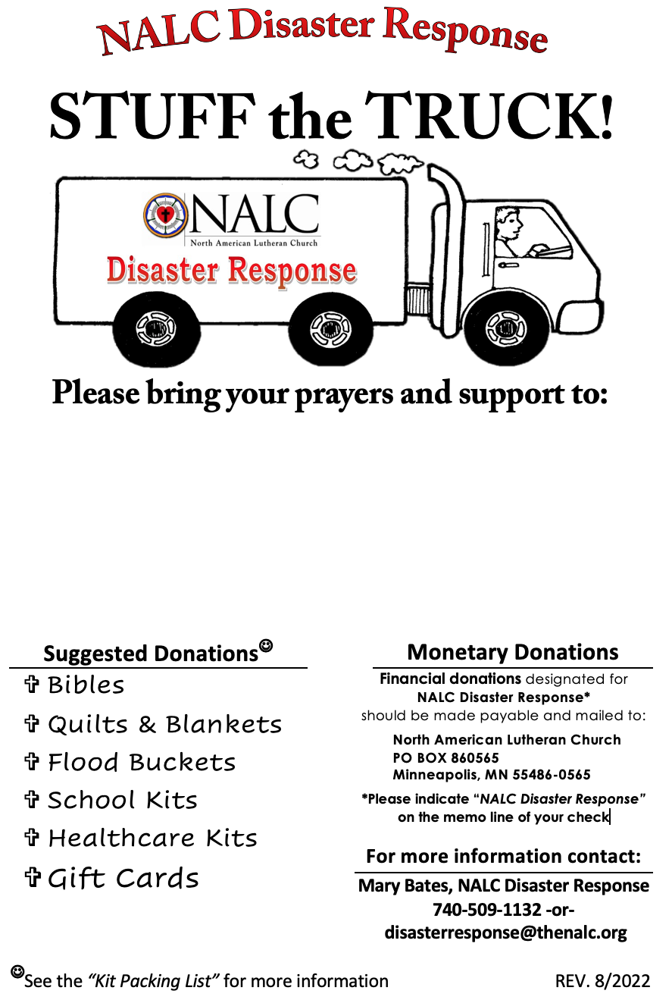 NALC Disaster Response
STUFF the TRUCK!
NALC
North American Lutheran Church
Disaster Response
Please bring your prayers and support to:
Suggested Donations☻
✞ Bibles
✞ Quilts & Blankets
✞ Flood Buckets
✞ School Kits
✞ Healthcare Kits
✞ Gift Cards
Monetary Donations
Financial donations designated for
NALC Disaster Response*
should be made payable and mailed to:
North American Lutheran Church
PO BOX 860565
Minneapolis, MN 55486-0565
*Please indicate “NALC Disaster Response”
on the memo line of your check
For more information contact:
Mary Bates, NALC Disaster Response
740-509-1132 -or-
disasterresponse@thenalc.org
☻See the “Kit Packing List” for more information
REV. 8/2022